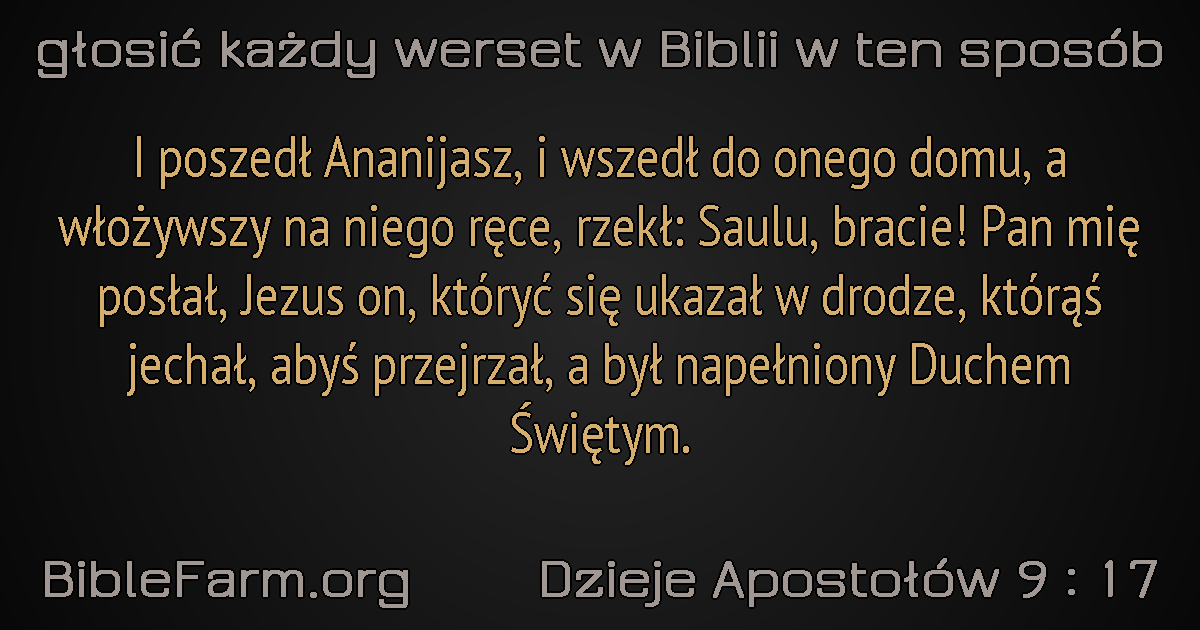 głosić każdy werset w Biblii w ten sposób
I poszedł Ananijasz, i wszedł do onego domu, a
włożywszy na niego ręce, rzekł: Saulu, bracie! Pan mię
posłał, Jezus on, któryć się ukazał w drodze, którąś
jechał, abyś przejrzał, a był napełniony Duchem
Świętym.
BibleFarm.org Dzieje Apostołów 9 : 17